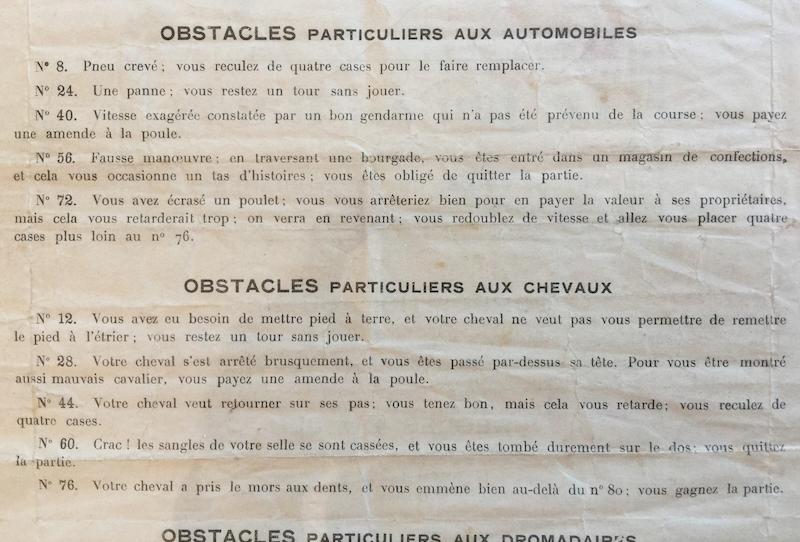 OBSTACLES PARTICULIERS AUX AUTOMOBILES
N° 8. Pneu crevé; vous reculez de quatre cases pour le faire remplacer.
N° 24. Une panne; vous restez un tour sans jouer.
N° 40. Vitesse exagérée constatée par un bon gendarme qui n'a pas été prévenu de la course; vous payez
une amende à la poule.
N° 56. Fausse manœuvre; en traversant une bourgade, vous êtes entré dans un magasin de confections,
et cela vous occasionne un tas d'histoires; vous êtes obligé de quitter la partie.
N° 72. Vous avez écrasé un poulet; vous vous arrêteriez bien pour en payer la valeur à ses propriétaires,
mais cela vous retarderait trop; on verra en revenant; vous redoublez de vitesse et allez vous placer quatre
cases plus loin au n° 76.
OBSTACLES PARTICULIERS AUX CHEVAUX
N° 12. Vous avez eu besoin de mettre pied à terre, et votre cheval ne veut pas vous permettre de remettre
le pied à l'étrier; vous restez un tour sans jouer.
N° 28. Votre cheval s'est arrêté brusquement, et vous êtes passé par-dessus sa tête. Pour vous être montré
aussi mauvais cavalier, vous payez une amende à la poule.
N° 44. Votre cheval veut retourner sur ses pas; vous tenez bon, mais cela vous retarde; vous reculez de
quatre cases.
N° 60. Crac! les sangles de votre selle se sont cassées, et vous êtes tombé durement sur le dos; vous quittez
la partie.
N° 76. Votre cheval a pris le mors aux dents, et vous emmène bien au-delà du n° 80; vous gagnez la partie.
OBSTACLES PARTICULIERS AUX DROMADAIRES